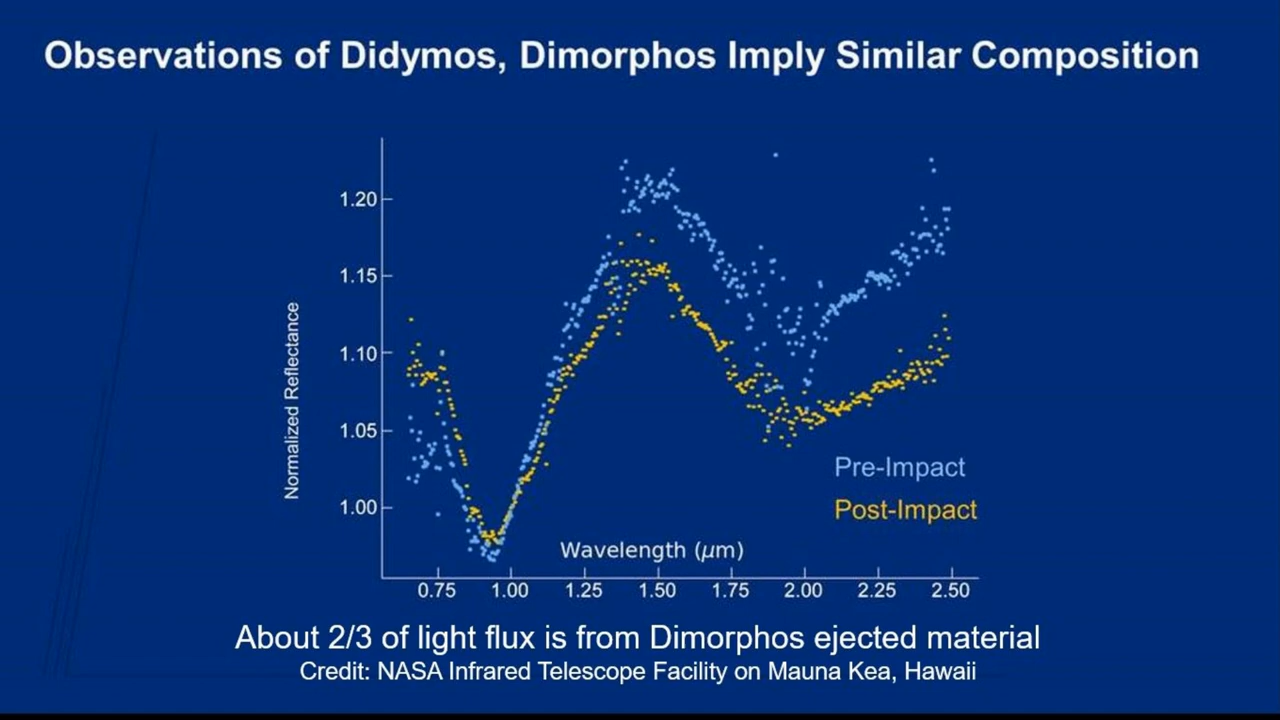 Observations of Didymos, Dimorphos Imply Similar Composition
Normalized Reflectance
1.20
1.15
1.10
1.05
1.00
Pre-Impact
Post-Impact
Wavelength (μm)
0.75 1.00 1.25 1.50 1.75 2.00 2.25 2.50
About 2/3 of light flux is from Dimorphos ejected material
Credit: NASA Infrared Telescope Facility on Mauna Kea, Hawaii